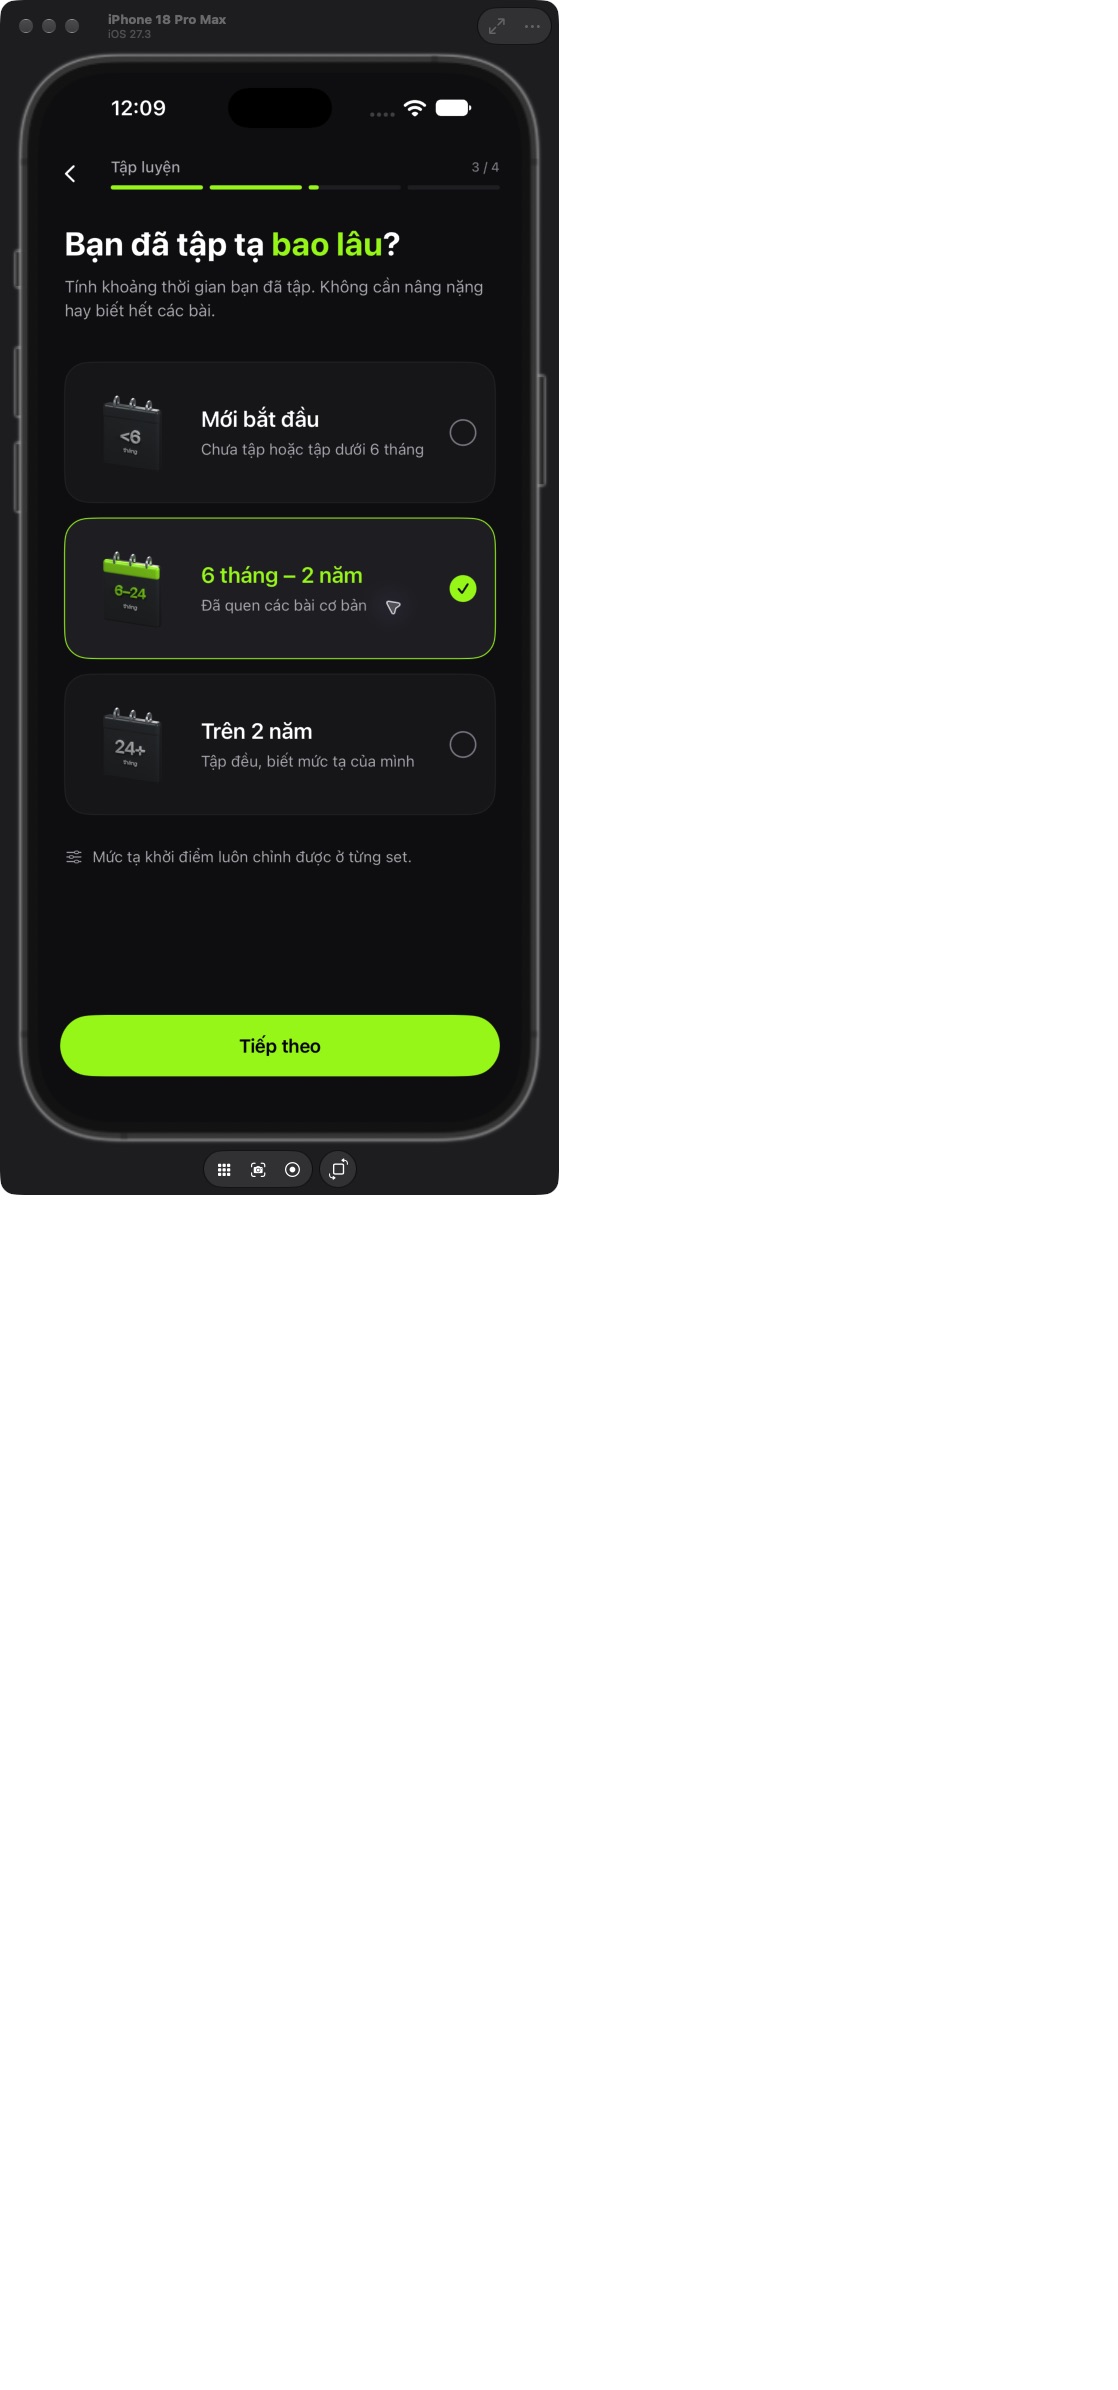 iPhone 18 Pro Max
iOS 27.3
12:09
Tập luyện
3 / 4
Bạn đã tập tạ bao lâu?
Tính khoảng thời gian bạn đã tập. Không cần nâng nặng
hay biết hết các bài.
<6
tháng
Mới bắt đầu
Chưa tập hoặc tập dưới 6 tháng
6–24
tháng
6 tháng – 2 năm
Đã quen các bài cơ bản
24+
tháng
Trên 2 năm
Tập đều, biết mức tạ của mình
Mức tạ khởi điểm luôn chỉnh được ở từng set.
Tiếp theo